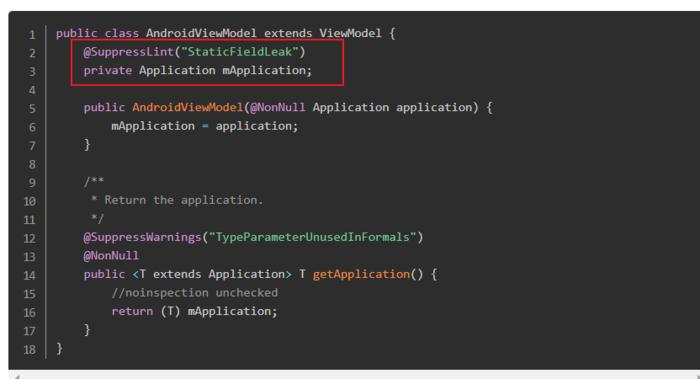 1 public class AndroidViewModel extends ViewModel {
2 @SuppressLint("StaticFieldLeak")
3 private Application mApplication;
4
5 public AndroidViewModel(@NonNull Application application) {
6 mApplication = application;
7 }
8
9 /**
10 * Return the application.
11 */
12 @SuppressWarnings("TypeParameterUnusedInFormals")
13 @NonNull
14 public <T extends Application> T getApplication() {
15 //noinspection unchecked
16 return (T) mApplication;
17 }
18 }